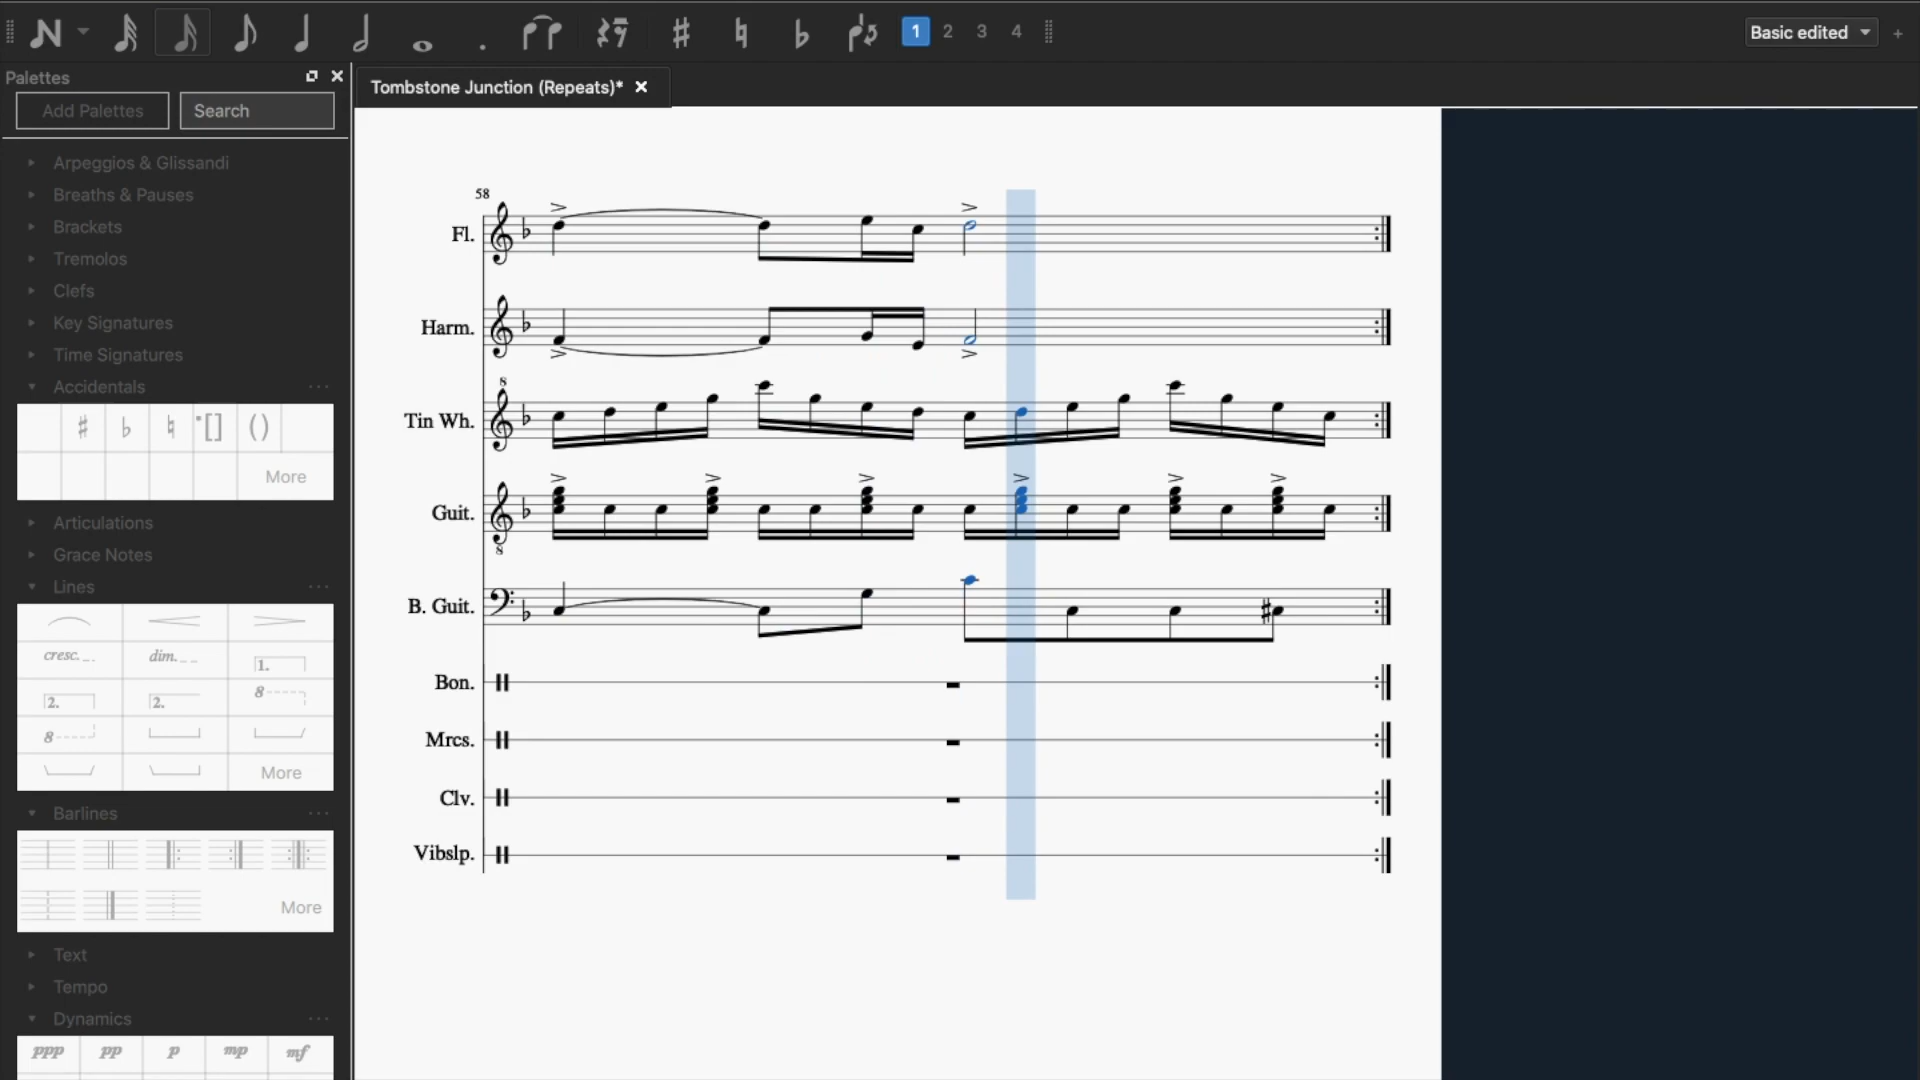 1 2 3 4
Basic edited
Palettes
Tombstone Junction (Repeats)*
Add Palettes
Search
Arpeggios & Glissandi
Breaths & Pauses
Brackets
Tremolos
Clefs
Key Signatures
Time Signatures
Accidentals
More
Articulations
Grace Notes
Lines
cresc.
dim.
1.
2.
2.
8
8
More
Barlines
More
Text
Tempo
Dynamics
ppp pp p mp mf
58
Fl.
Harm.
8
Tin Wh.
Guit.
8
B. Guit.
Bon.
Mrcs.
Clv.
Vibslp.